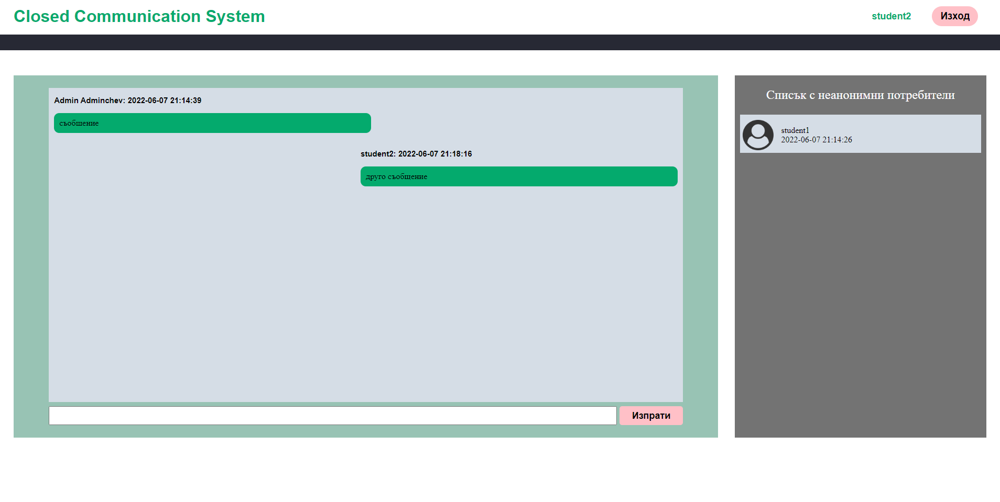 Closed Communication System
student2
Изход
Admin Adminchev: 2022-06-07 21:14:39
съобшение
student2: 2022-06-07 21:18:16
друго съобщение
Изпрати
Списък с неанонимни потребители
student1
2022-06-07 21:14:26